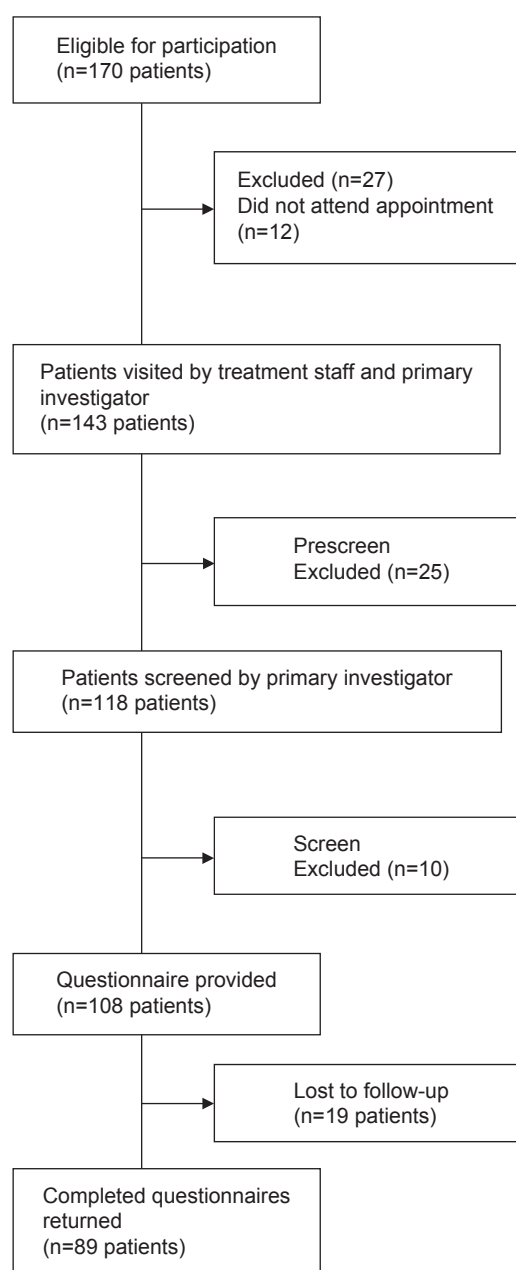 Eligible for participation
(n=170 patients)
Excluded (n=27)
Did not attend appointment
(n=12)
Patients visited by treatment staff and primary
investigator
(n=143 patients)
Prescreen
Excluded (n=25)
Patients screened by primary investigator
(n=118 patients)
Screen
Excluded (n=10)
Questionnaire provided
(n=108 patients)
Lost to follow-up
(n=19 patients)
Completed questionnaires
returned
(n=89 patients)